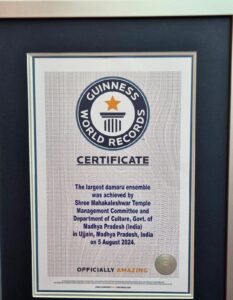 GUINNESS
WORLD RECORDS
CERTIFICATE
The largest damaru ensemble
was achieved by
Shree Mahakaleshwar Temple
Management Committee and
Department of Culture, Govt. of
Madhya Pradesh (India)
in Ujjain, Madhya Pradesh, India
on 5 August 2024.
OFFICIALLY AMAZING